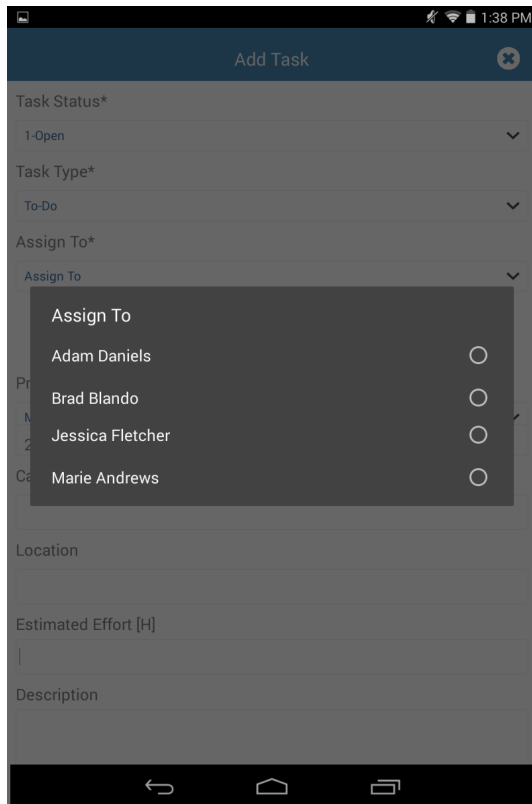 1:38 PM
Add Task
Task Status*
1-Open
Task Type*
To-Do
Assign To*
Assign To
Assign To
Adam Daniels
Brad Blando
Jessica Fletcher
Marie Andrews
Location
Estimated Effort [H]
Description